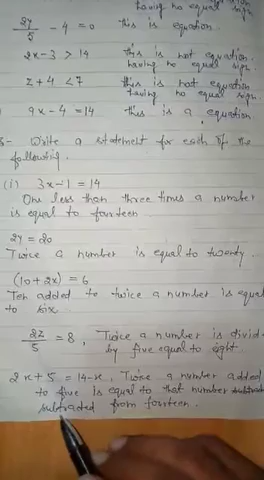 having no equal sign.
2y/5 - 4 = 0 this is equation.
2x - 3 > 14 this is not equation.
having no equal sign.
z + 4 < 7 this is not equation
having no equal sign.
9x - 4 = 14 this is a equation
Write a statement for each of the
following.
(i) 3x - 1 = 14
One less than three times a number
is equal to fourteen
2y = 20
Twice a number is equal to twenty.
(10 + 2x) = 6
Ten added to twice a number is equal
to six.
2z/5 = 8, Twice a number is divid
by five equal to eight.
2x + 5 = 14 - x, Twice a number added
to five is equal to that number
subtracted from fourteen.